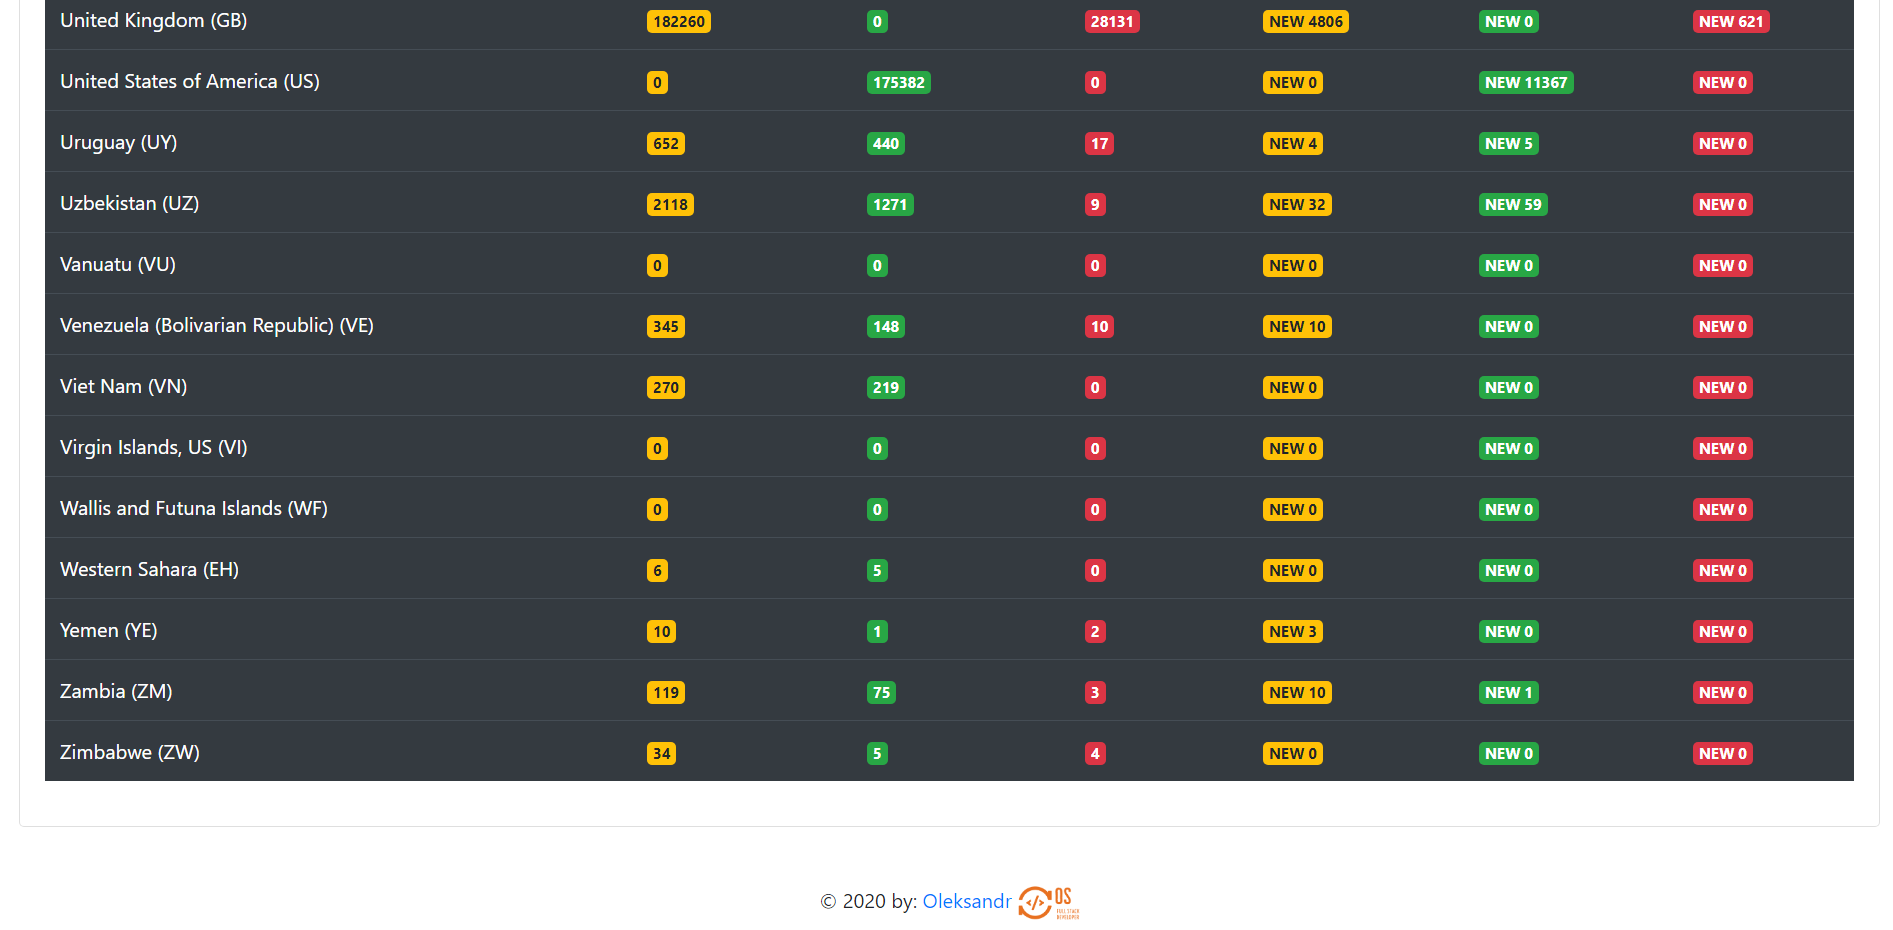 United Kingdom (GB) 182260 0 28131 NEW 4806 NEW 0 NEW 621
United States of America (US) 0 175382 0 NEW 0 NEW 11367 NEW 0
Uruguay (UY) 652 440 17 NEW 4 NEW 5 NEW 0
Uzbekistan (UZ) 2118 1271 9 NEW 32 NEW 59 NEW 0
Vanuatu (VU) 0 0 0 NEW 0 NEW 0 NEW 0
Venezuela (Bolivarian Republic) (VE) 345 148 10 NEW 10 NEW 0 NEW 0
Viet Nam (VN) 270 219 0 NEW 0 NEW 0 NEW 0
Virgin Islands, US (VI) 0 0 0 NEW 0 NEW 0 NEW 0
Wallis and Futuna Islands (WF) 0 0 0 NEW 0 NEW 0 NEW 0
Western Sahara (EH) 6 5 0 NEW 0 NEW 0 NEW 0
Yemen (YE) 10 1 2 NEW 3 NEW 0 NEW 0
Zambia (ZM) 119 75 3 NEW 10 NEW 1 NEW 0
Zimbabwe (ZW) 34 5 4 NEW 0 NEW 0 NEW 0
© 2020 by: Oleksandr </> OS
FULL STACK
DEVELOPER